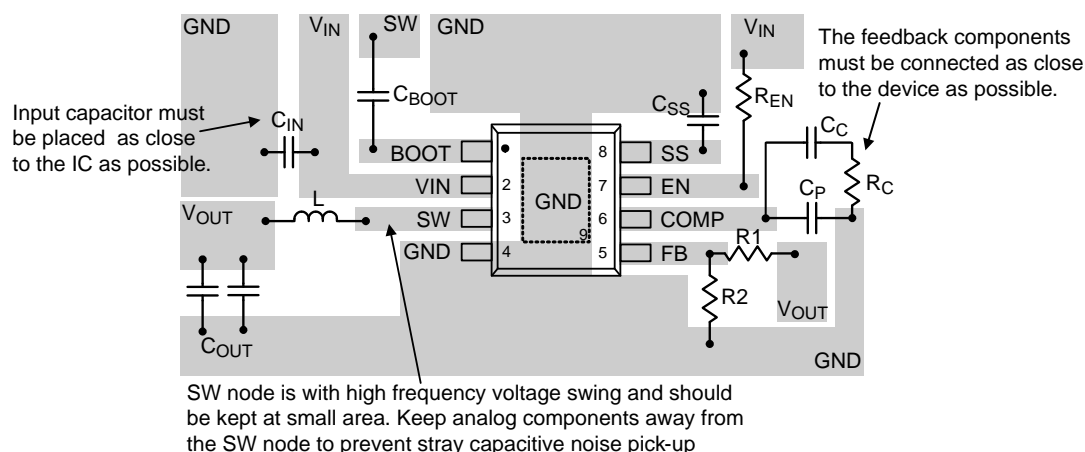 GND
VIN
SW
GND
VIN
The feedback components
must be connected as close
to the device as possible.
Input capacitor must
be placed as close
to the IC as possible.
CIN
CBOOT
CSS
REN
CC
RC
CP
BOOT
VIN
SW
GND
2
3
4
GND
9
8
7
6
5
SS
EN
COMP
FB
L
VOUT
COUT
R1
R2
VOUT
GND
SW node is with high frequency voltage swing and should
be kept at small area. Keep analog components away from
the SW node to prevent stray capacitive noise pick-up